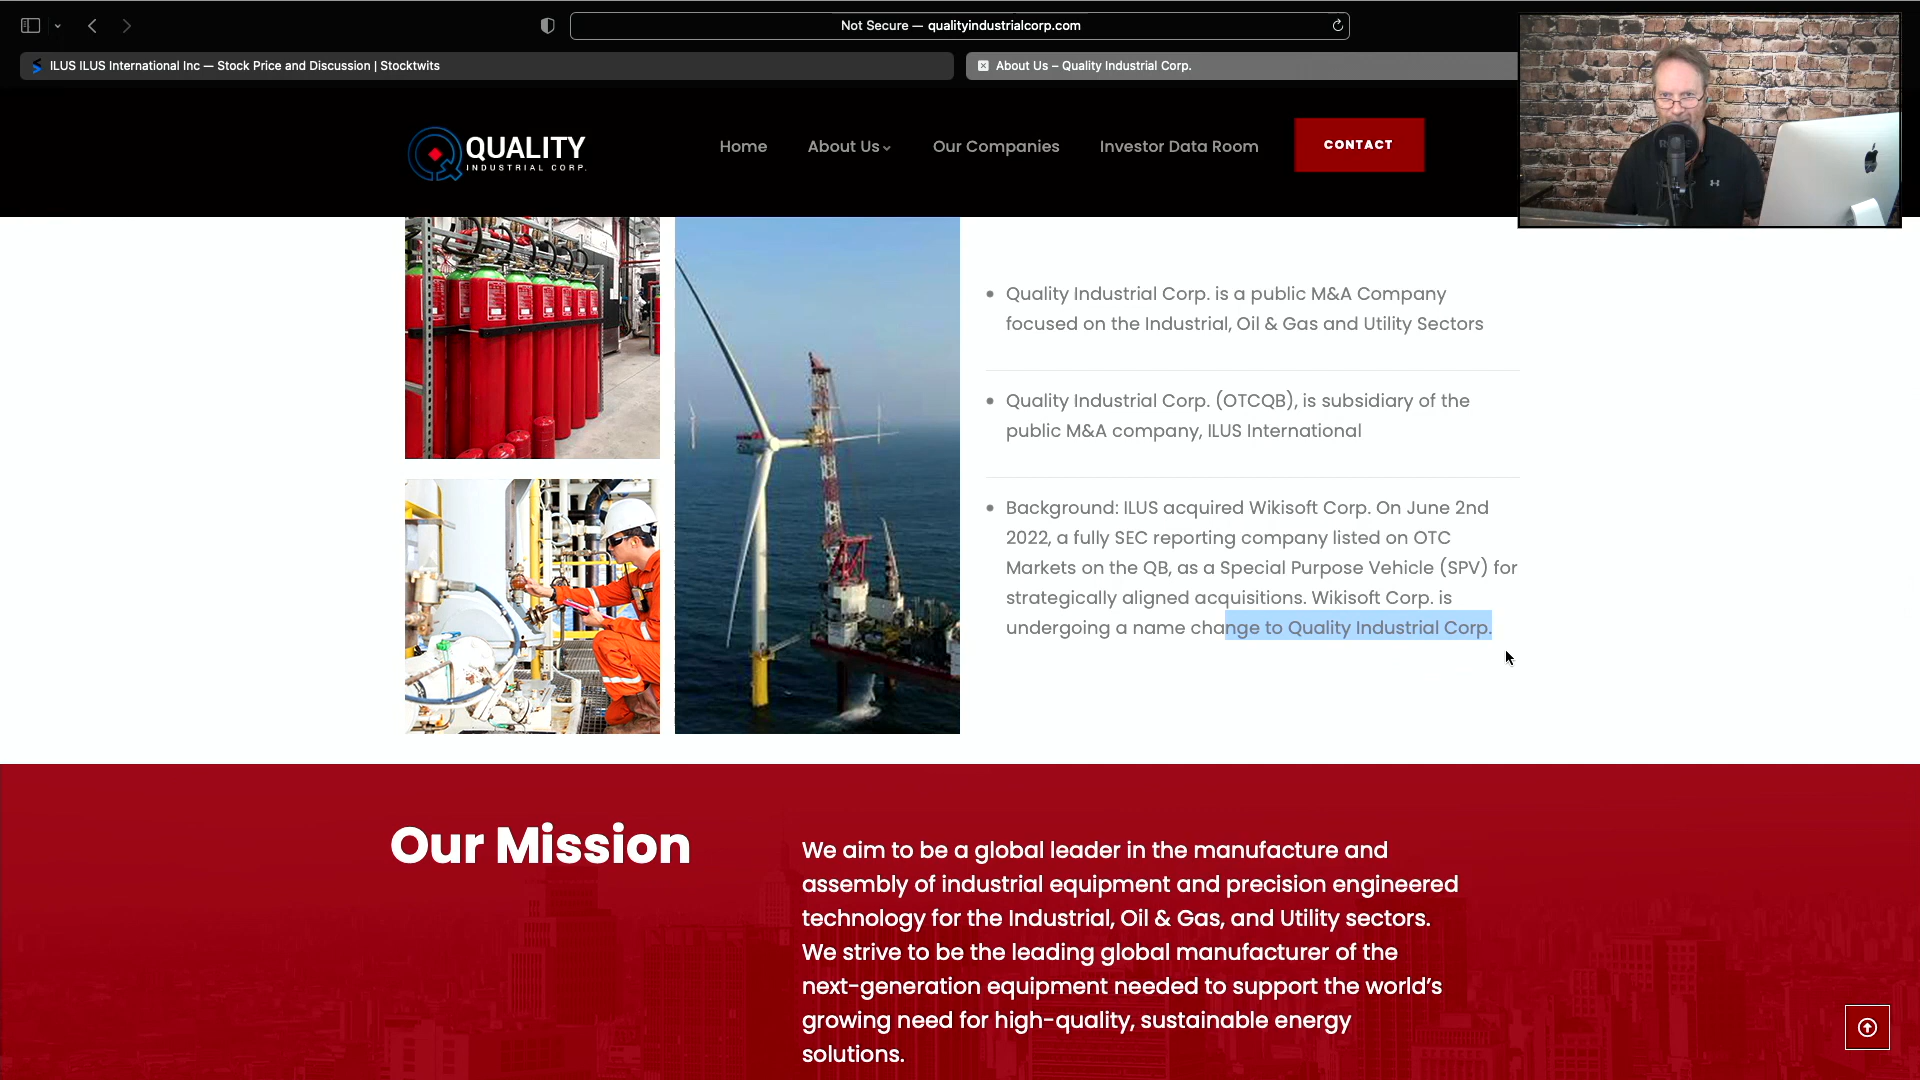 Not Secure — qualityindustrialcorp.com
ILUS ILUS International Inc — Stock Price and Discussion | Stocktwits
About Us – Quality Industrial Corp.
QUALITY
INDUSTRIAL CORP.
Home
About Us
Our Companies
Investor Data Room
CONTACT
Quality Industrial Corp. is a public M&A Company
focused on the Industrial, Oil & Gas and Utility Sectors
Quality Industrial Corp. (OTCQB), is subsidiary of the
public M&A company, ILUS International
Background: ILUS acquired Wikisoft Corp. On June 2nd
2022, a fully SEC reporting company listed on OTC
Markets on the QB, as a Special Purpose Vehicle (SPV) for
strategically aligned acquisitions. Wikisoft Corp. is
undergoing a name change to Quality Industrial Corp.
Our Mission
We aim to be a global leader in the manufacture and
assembly of industrial equipment and precision engineered
technology for the Industrial, Oil & Gas, and Utility sectors.
We strive to be the leading global manufacturer of the
next-generation equipment needed to support the world’s
growing need for high-quality, sustainable energy
solutions.